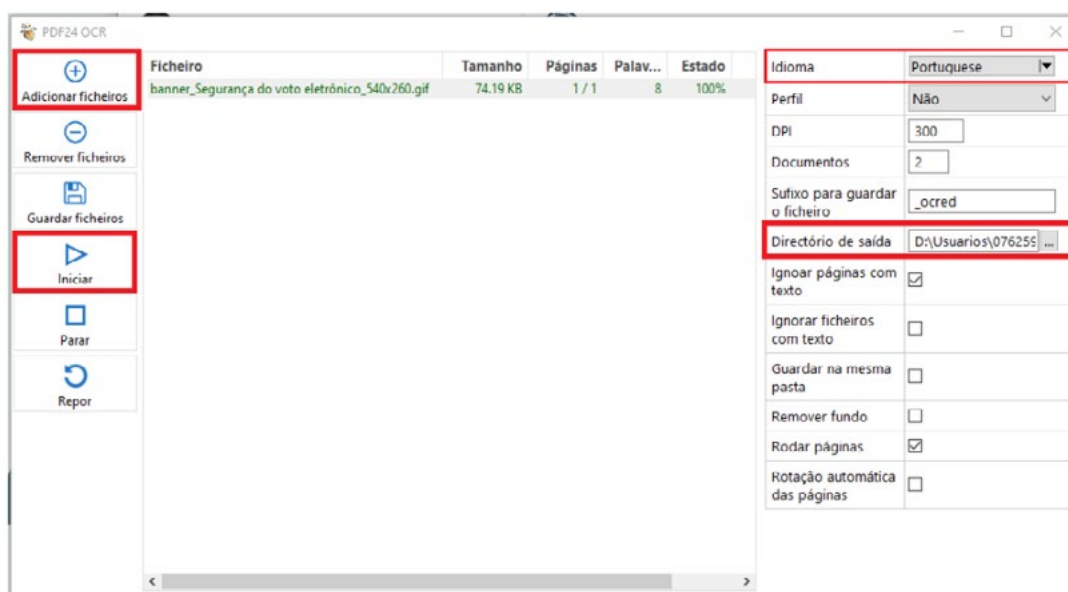 PDF24 OCR
Adicionar ficheiros
Remover ficheiros
Guardar ficheiros
Iniciar
Parar
Repor
Ficheiro Tamanho Páginas Palav... Estado
banner_Segurança do voto eletrônico_540x260.gif 74.19 KB 1 / 1 8 100%
Idioma Portuguese
Perfil Não
DPI 300
Documentos 2
Sufixo para guardar
o ficheiro _ocred
Directório de saída D:\Usuarios\076259 ...
Ignoar páginas com
texto
Ignorar ficheiros
com texto
Guardar na mesma
pasta
Remover fundo
Rodar páginas
Rotação automática
das páginas